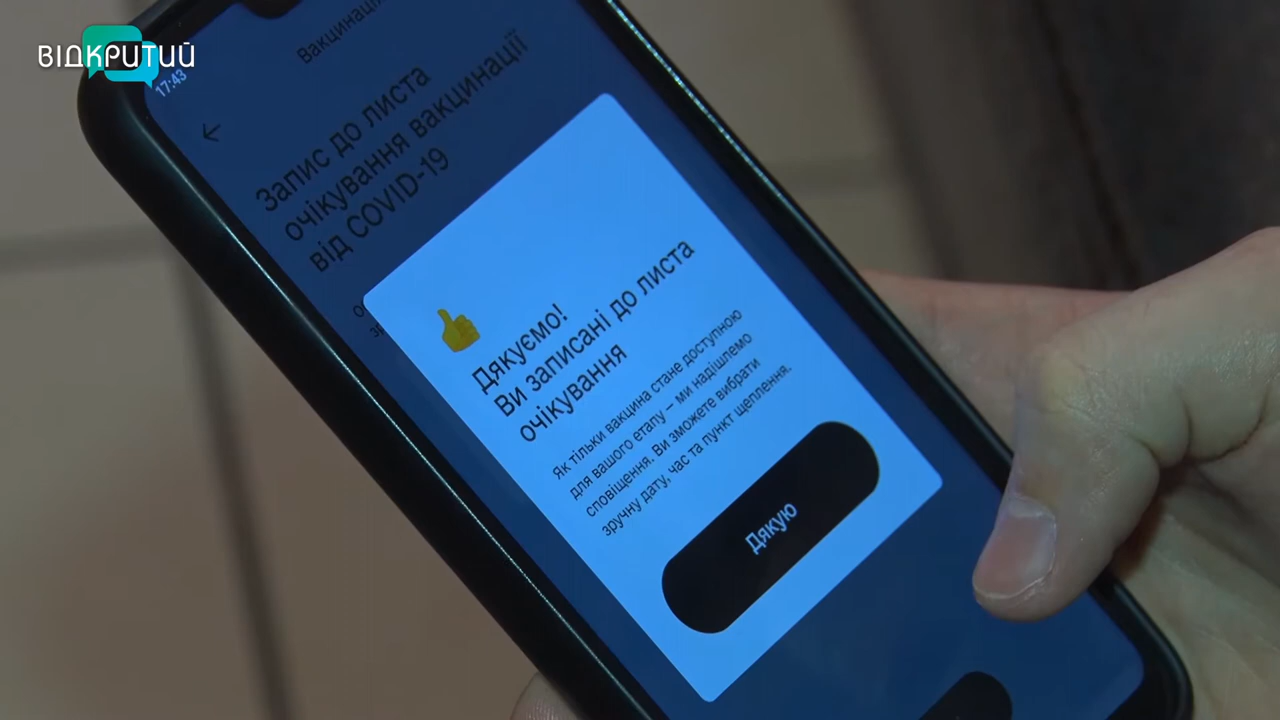 ВІДКРИТИЙ
17:43
Вакцинація
Запис до листа
очікування вакцинації
від COVID-19
Дякуємо!
Ви записані до листа
очікування
Як тільки вакцина стане доступною
для вашого етапу – ми надішлемо
сповіщення. Ви зможете вибрати
зручну дату, час та пункт щеплення.
Дякую